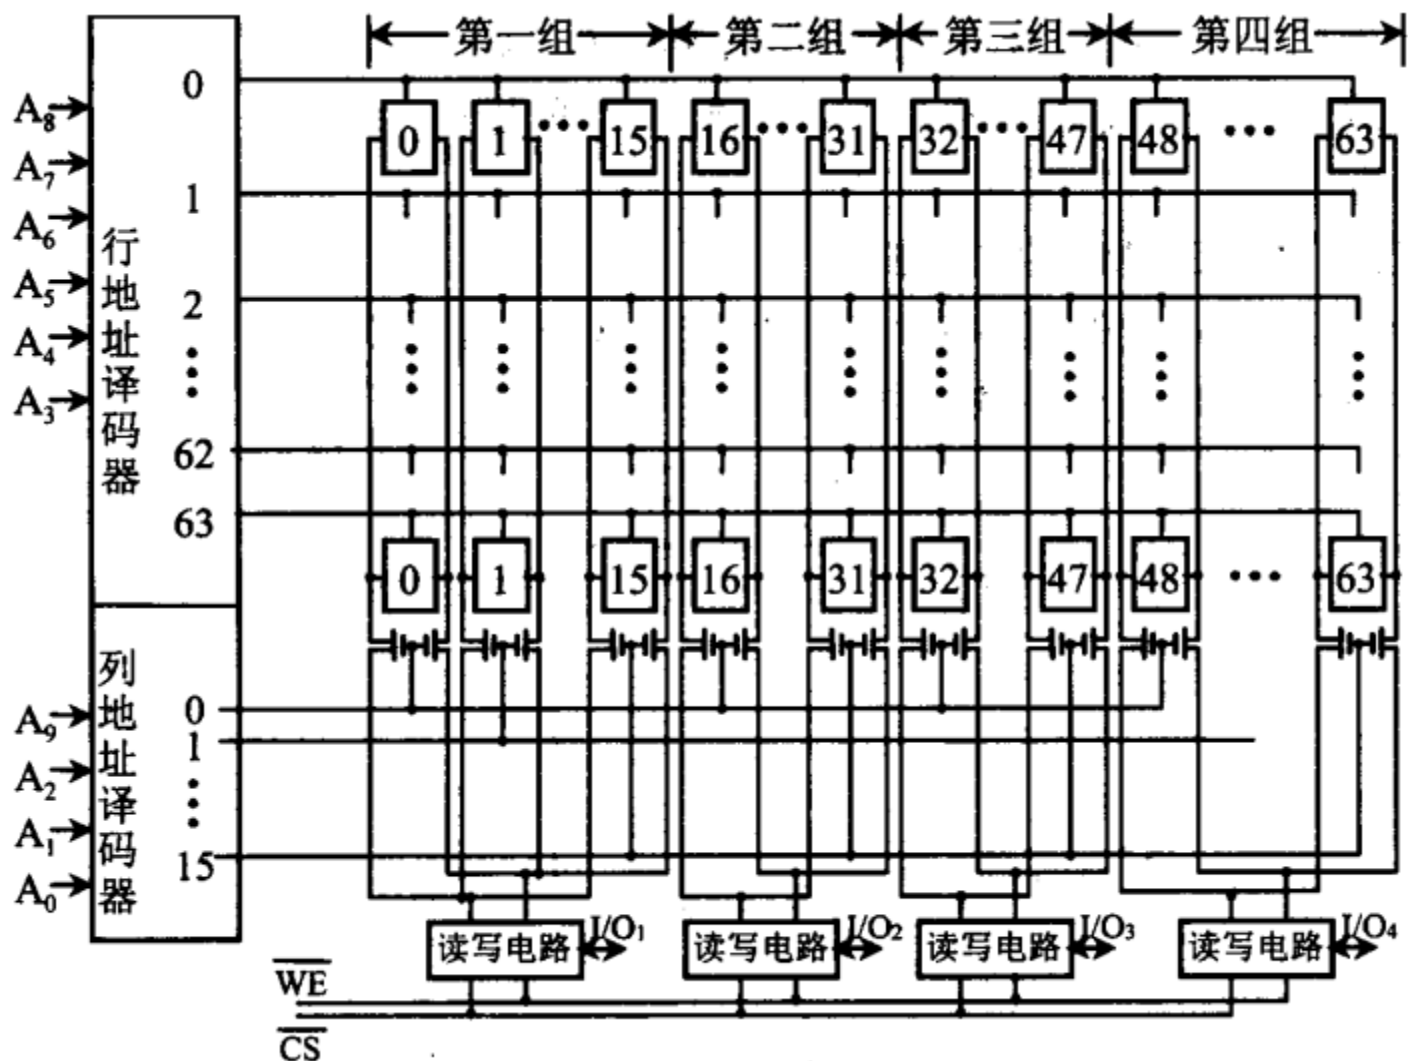 第一组 第二组 第三组 第四组
0
A8
0 1 ••• 15 16 ••• 31 32 ••• 47 48 ••• 63
A7
1
A6
行地址译码器
A5
2
A4
A3
62
63
0 1 15 16 31 32 47 48 ••• 63
列地址译码器
A9
0
1
A2
A1
15
A0
I/O1 I/O2 I/O3 I/O4
读写电路 读写电路 读写电路 读写电路
WE
CS